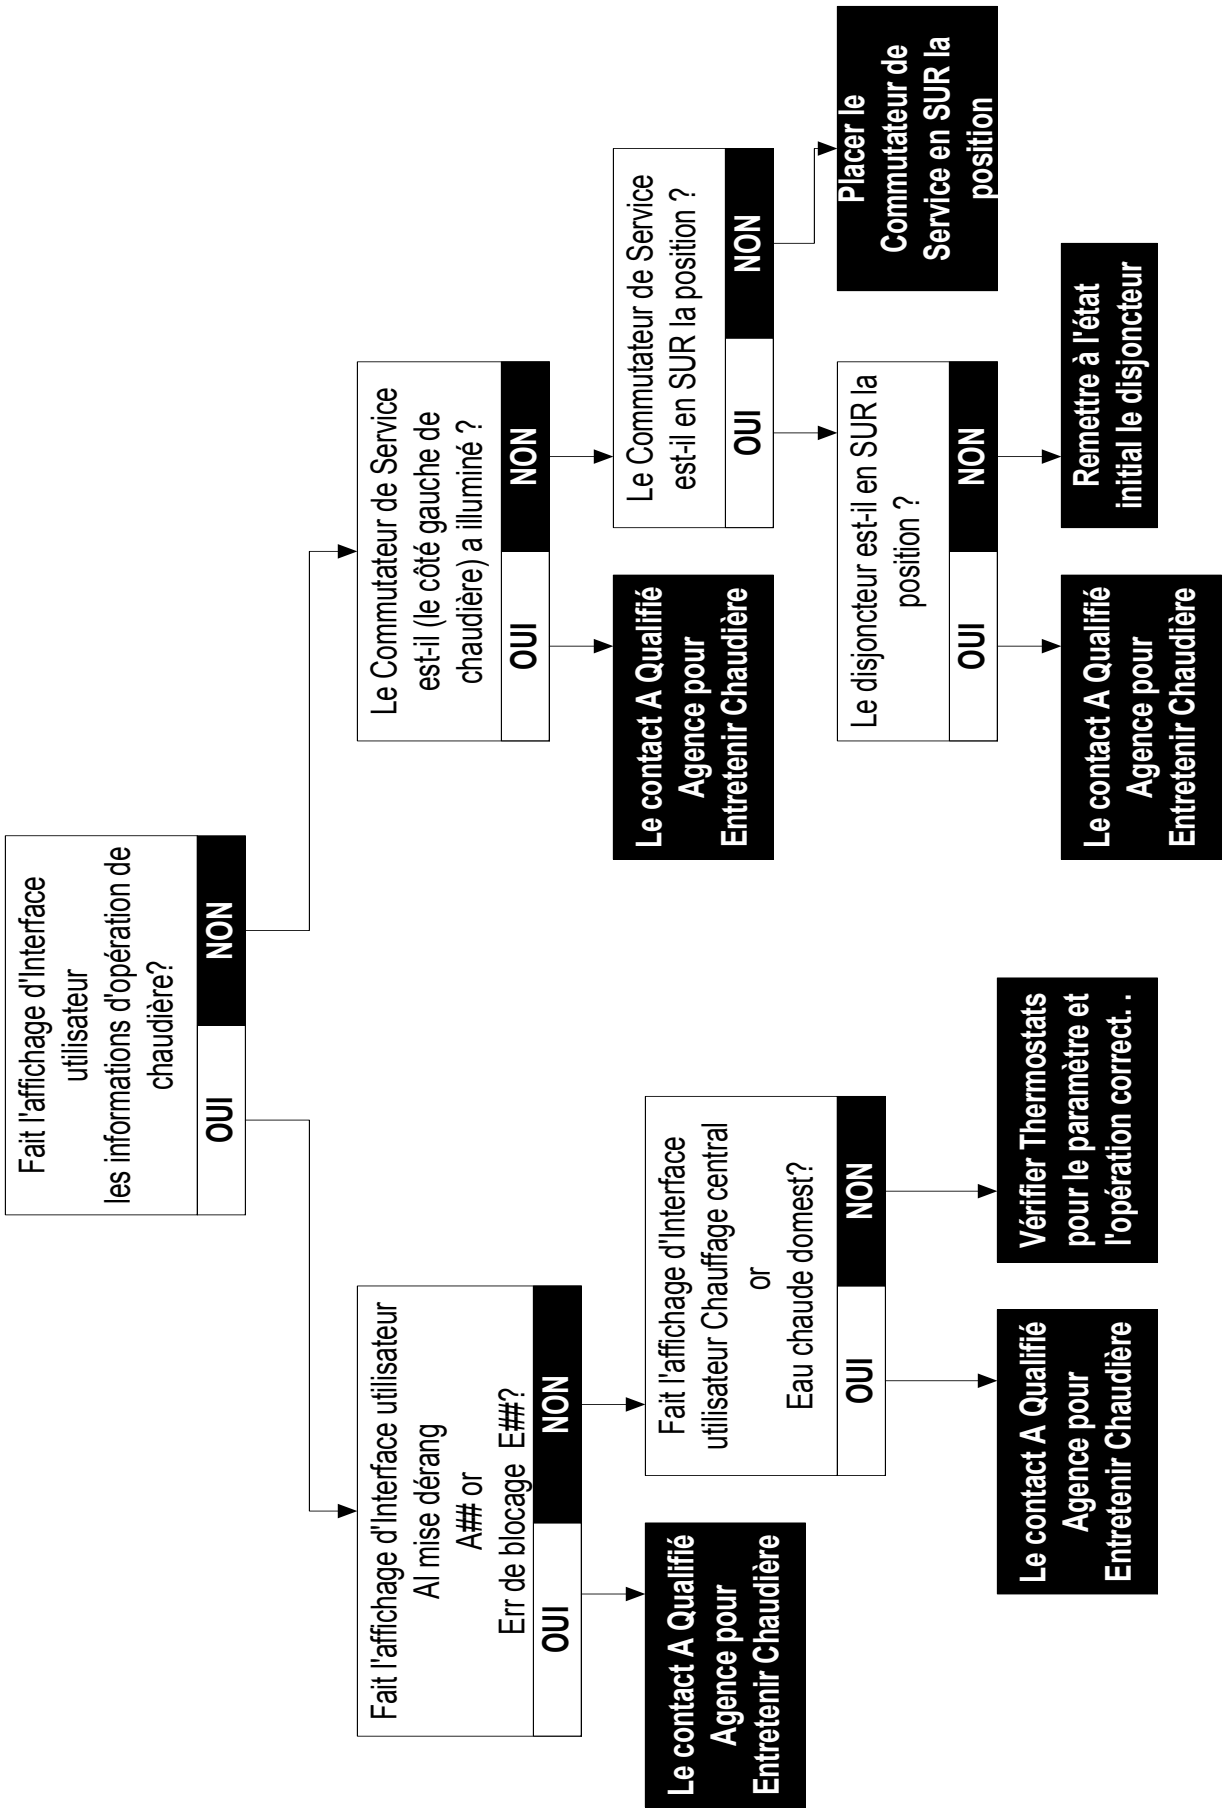 Fait l'affichage d'Interface
utilisateur
les informations d'opération de
chaudière?
OUI
NON
Fait l'affichage d'Interface utilisateur
Al mise dérang
A## or
Err de blocage E##?
OUI
NON
Le contact A Qualifié
Agence pour
Entretenir Chaudière
Fait l'affichage d'Interface
utilisateur Chauffage central
or
Eau chaude domest?
OUI
NON
Le contact A Qualifié
Agence pour
Entretenir Chaudière
Vérifier Thermostats
pour le paramètre et
l'opération correct. .
Le Commutateur de Service
est-il (le côté gauche de
chaudière) a illuminé ?
OUI
NON
Le contact A Qualifié
Agence pour
Entretenir Chaudière
Le Commutateur de Service
est-il en SUR la position ?
OUI
NON
Placer le
Commutateur de
Service en SUR la
position
Le disjoncteur est-il en SUR la
position ?
OUI
NON
Le contact A Qualifié
Agence pour
Entretenir Chaudière
Remettre à l'état
initial le disjoncteur